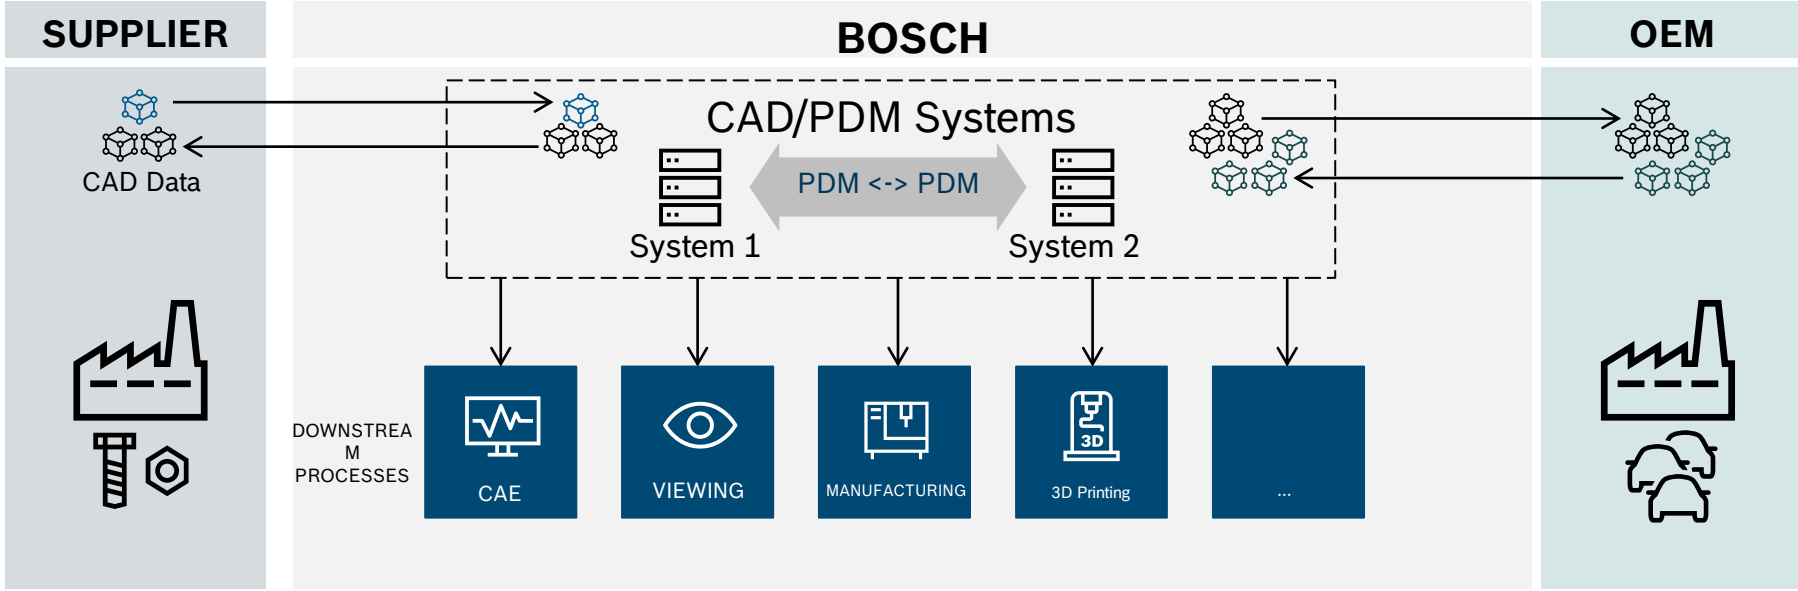 SUPPLIER
BOSCH
OEM
CAD/PDM Systems
CAD Data
PDM <-> PDM
System 1
System 2
DOWNSTREA
M
PROCESSES
CAE
VIEWING
MANUFACTURING
3D
3D Printing
...